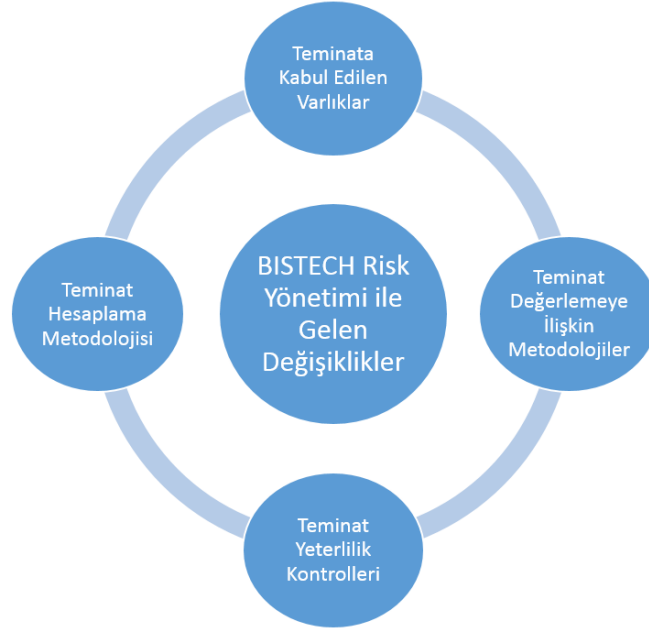 Teminata
Kabul Edilen
Varlıklar
BISTECH Risk
Yönetimi ile
Gelen
Değişiklikler
Teminat
Hesaplama
Metodolojisi
Teminat
Değerlemeye
İlişkin
Metodolojiler
Teminat
Yeterlilik
Kontrolleri